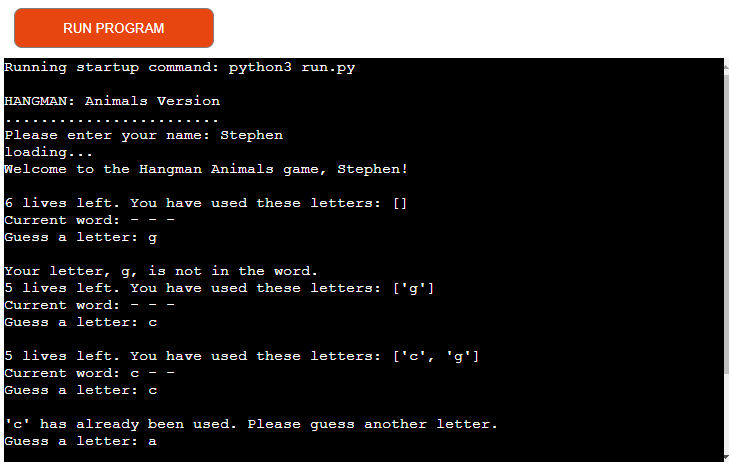 RUN PROGRAM
Running startup command: python3 run.py
HANGMAN: Animals Version
........................
Please enter your name: Stephen
loading...
Welcome to the Hangman Animals game, Stephen!
6 lives left. You have used these letters: []
Current word: - - -
Guess a letter: g
Your letter, g, is not in the word.
5 lives left. You have used these letters: ['g']
Current word: - - -
Guess a letter: c
5 lives left. You have used these letters: ['c', 'g']
Current word: c - -
Guess a letter: c
'c' has already been used. Please guess another letter.
Guess a letter: a